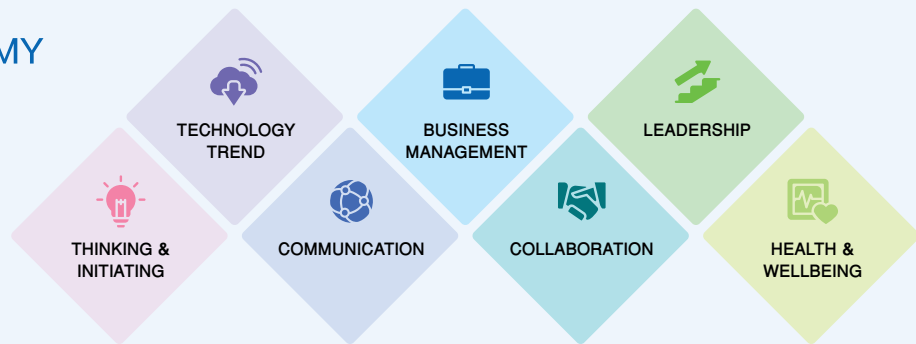 MY
TECHNOLOGY
TREND
BUSINESS
MANAGEMENT
LEADERSHIP
THINKING &
INITIATING
COMMUNICATION
COLLABORATION
HEALTH &
WELLBEING